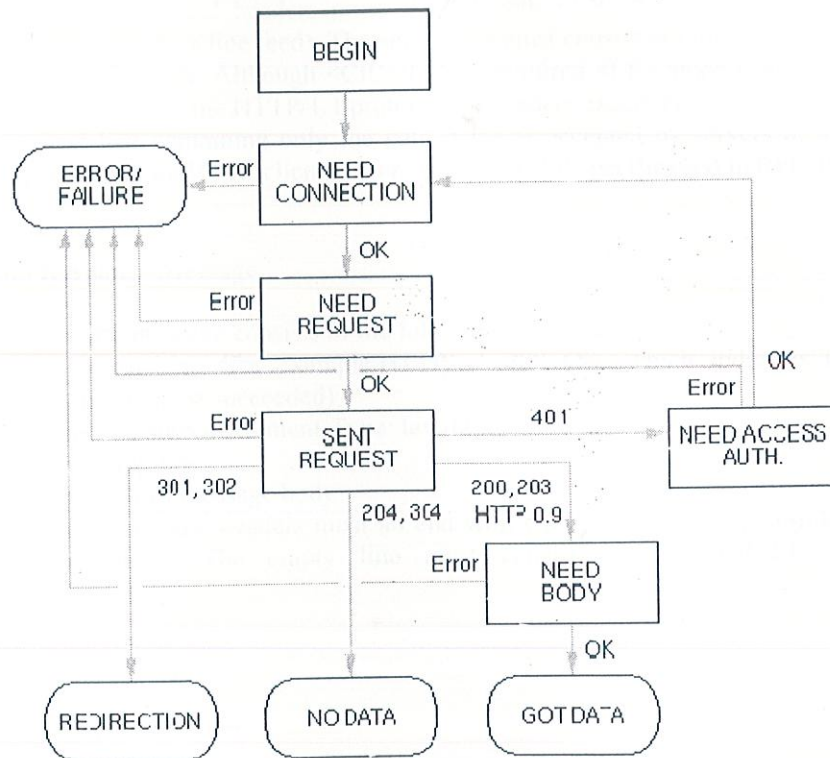 BEGIN
Error
NEED
CONNECTION
ERROR/
FAILURE
OK
Error
NEED
REQUEST
OK
OK
Error
Error
SENT
REQUEST
401
NEED ACCESS
AUTH.
301, 302
204, 304
200, 203
HTTP 0.9
Error
NEED
BODY
OK
REDIRECTION
NO DATA
GOT DATA